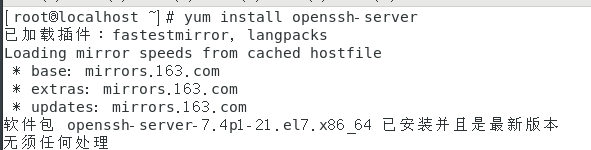 [root@localhost ~]# yum install openssh-server
已加载插件：fastestmirror, langpacks
Loading mirror speeds from cached hostfile
 * base: mirrors.163.com
 * extras: mirrors.163.com
 * updates: mirrors.163.com
软件包 openssh-server-7.4p1-21.el7.x86_64 已安装并且是最新版本
无须任何处理